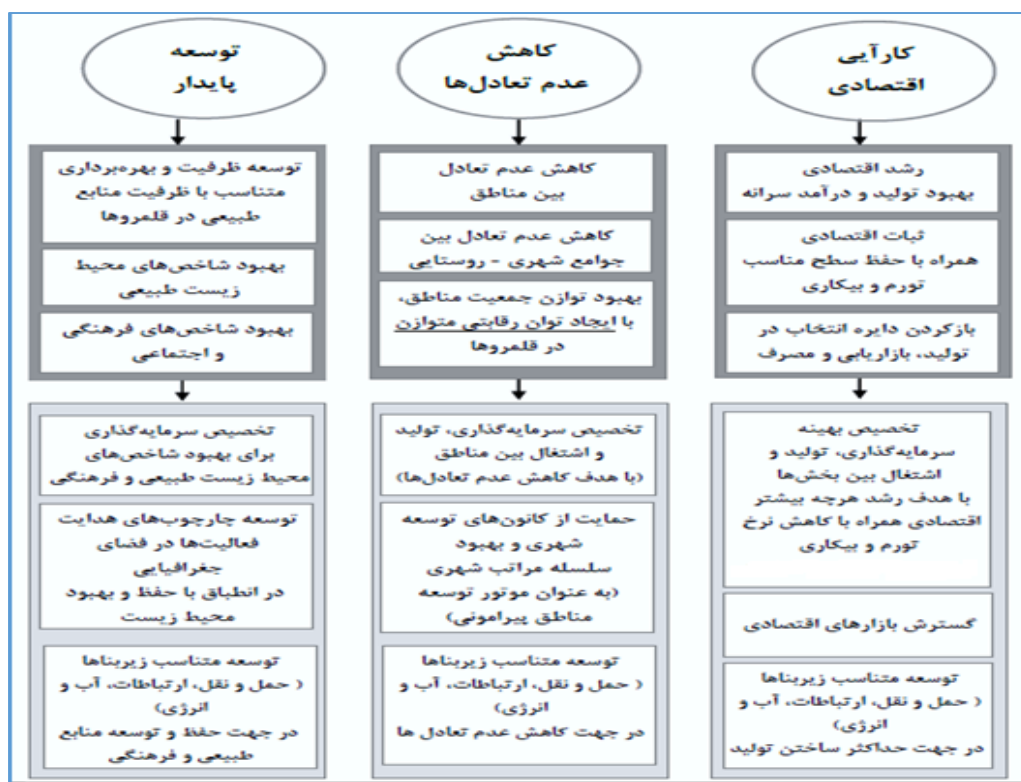 کارآیی
اقتصادی
رشد اقتصادی
بهبود تولید و درآمد سرانه
ثبات اقتصادی
همراه با حفظ سطح مناسب
تورم و بیکاری
بازکردن دایره انتخاب در
تولید، بازاریابی و مصرف
تخصیص بهینه
سرمایه‌گذاری، تولید و
اشتغال بین بخش‌ها
با هدف رشد هرچه بیشتر
اقتصادی همراه با کاهش نرخ
تورم و بیکاری
گسترش بازارهای اقتصادی
توسعه متناسب زیربناها
( حمل و نقل، ارتباطات، آب و
انرژی)
در جهت حداکثر ساختن تولید
کاهش
عدم تعادل‌ها
کاهش عدم تعادل
بین مناطق
کاهش عدم تعادل بین
جوامع شهری - روستایی
بهبود توازن جمعیت مناطق،
با ایجاد توان رقابتی متوازن
در قلمروها
تخصیص سرمایه‌گذاری، تولید
و اشتغال بین مناطق
(با هدف کاهش عدم تعادل‌ها)
حمایت از کانون‌های توسعه
شهری و بهبود
سلسله مراتب شهری
(به عنوان موتور توسعه
مناطق پیرامونی)
توسعه متناسب زیربناها
( حمل و نقل، ارتباطات، آب و
انرژی)
در جهت کاهش عدم تعادل ها
توسعه
پایدار
توسعه ظرفیت و بهره‌برداری
متناسب با ظرفیت منابع
طبیعی در قلمروها
بهبود شاخص‌های محیط
زیست طبیعی
بهبود شاخص‌های فرهنگی
و اجتماعی
تخصیص سرمایه‌گذاری
برای بهبود شاخص‌های
محیط زیست طبیعی و فرهنگی
توسعه چارچوب‌های هدایت
فعالیت‌ها در فضای
جغرافیایی
در انطباق با حفظ و بهبود
محیط زیست
توسعه متناسب زیربناها
( حمل و نقل، ارتباطات، آب و
انرژی)
در جهت حفظ و توسعه منابع
طبیعی و فرهنگی